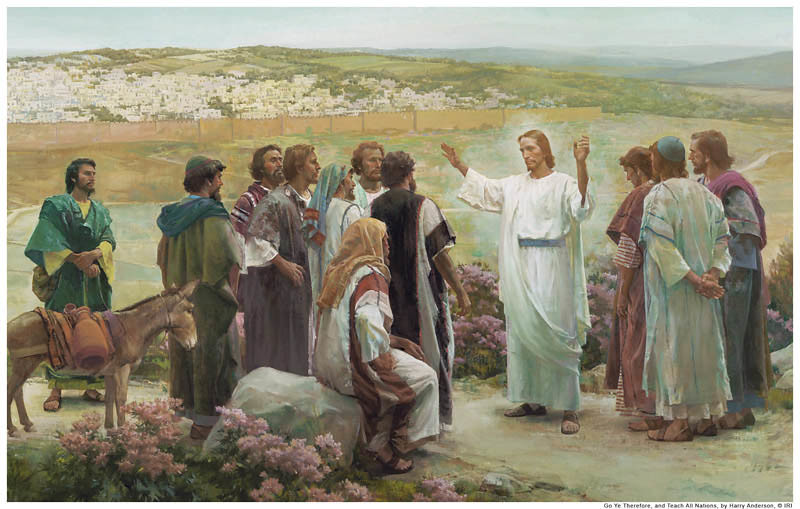 Go Ye Therefore, and Teach All Nations, by Harry Anderson, © IRI